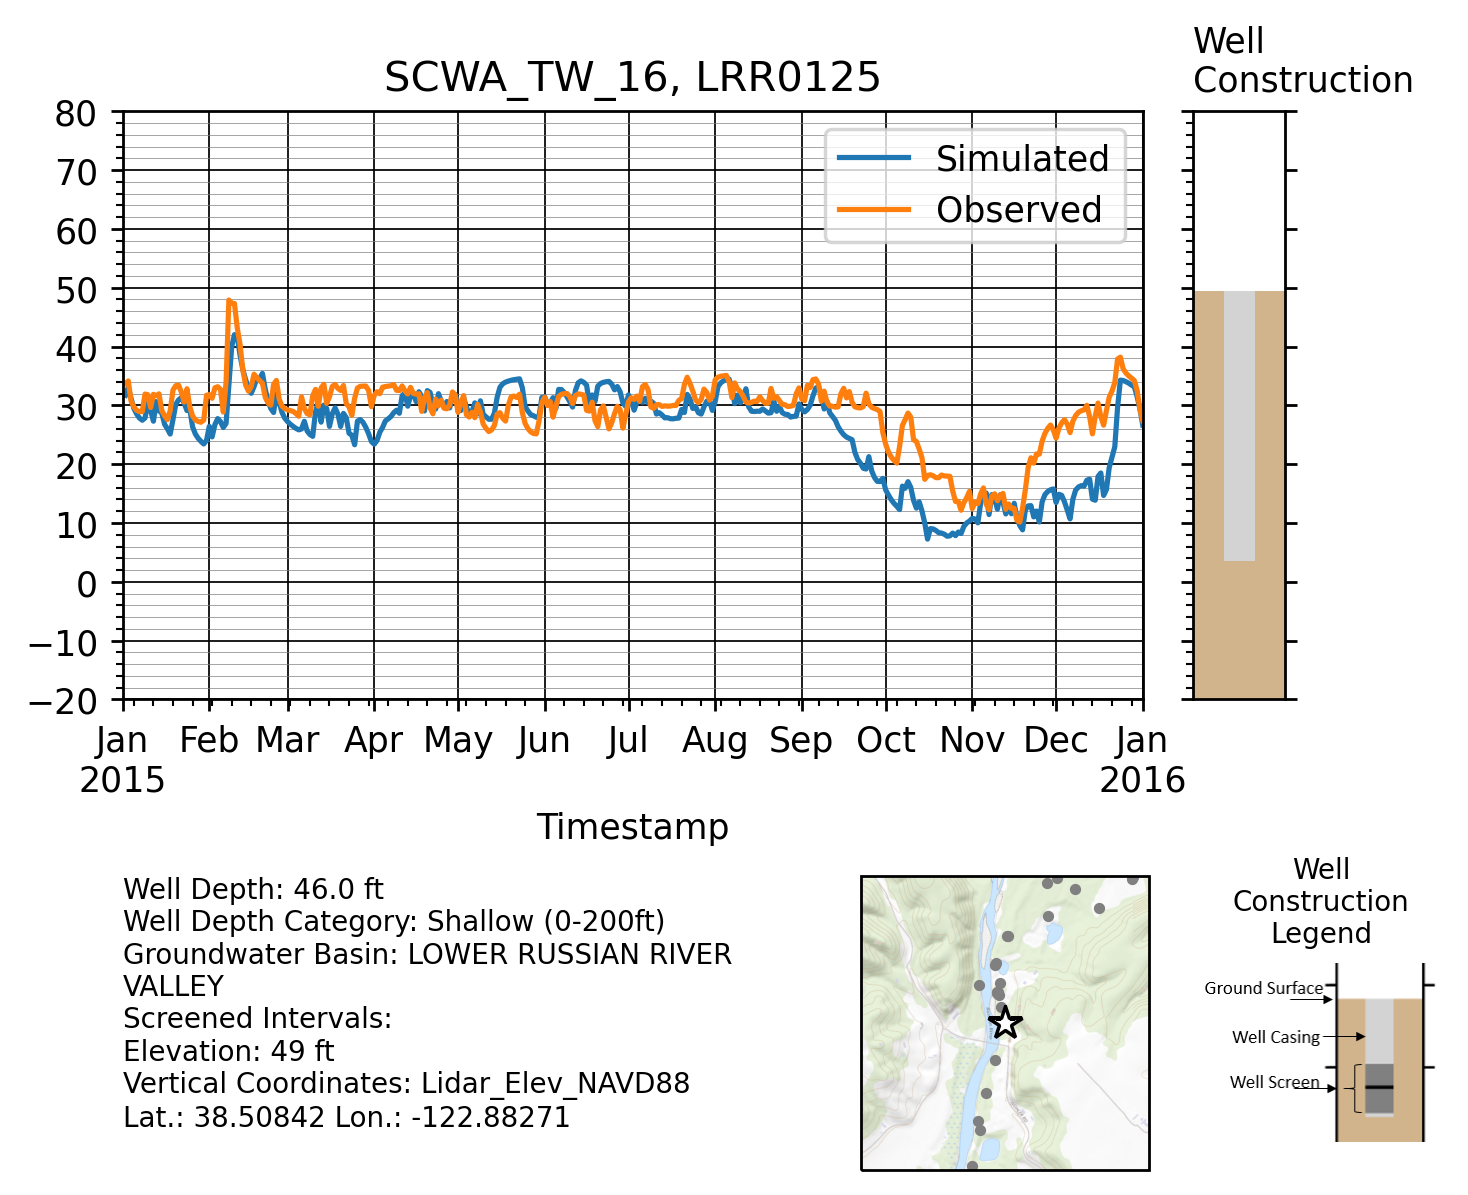 Well
Construction
SCWA_TW_16, LRR0125
80
70
60
50
40
30
20
10
0
−10
−20
Simulated
Observed
Jan Feb Mar Apr May Jun Jul Aug Sep Oct Nov Dec Jan
2015 2016
Timestamp
Well Depth: 46.0 ft
Well Depth Category: Shallow (0-200ft)
Groundwater Basin: LOWER RUSSIAN RIVER
VALLEY
Screened Intervals:
Elevation: 49 ft
Vertical Coordinates: Lidar_Elev_NAVD88
Lat.: 38.50842 Lon.: -122.88271
Well
Construction
Legend
Ground Surface
Well Casing
Well Screen